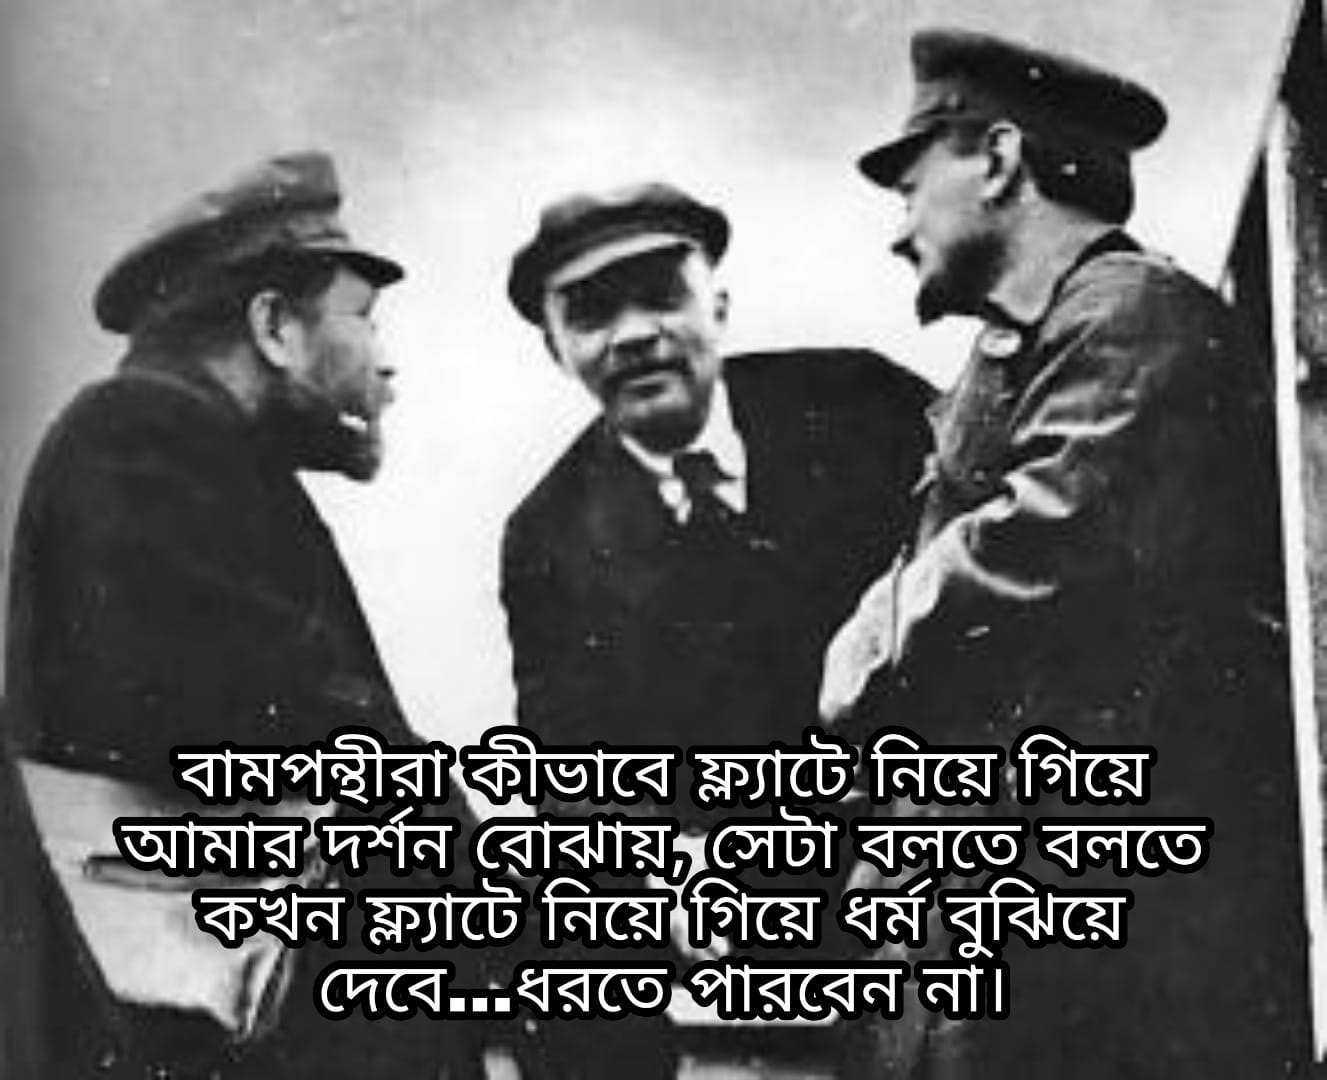 বামপন্থীরা কীভাবে ফ্ল্যাটে নিয়ে গিয়ে
আমার দর্শন বোঝায়, সেটা বলতে বলতে
কখন ফ্ল্যাটে নিয়ে গিয়ে ধর্ম বুঝিয়ে
দেবে...ধরতে পারবেন না।